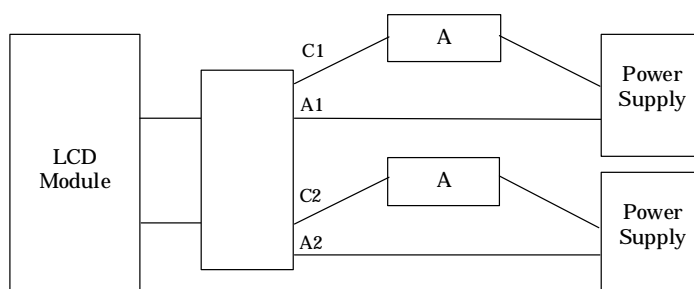 C1
A
Power
Supply
A1
LCD
Module
C2
A
Power
Supply
A2